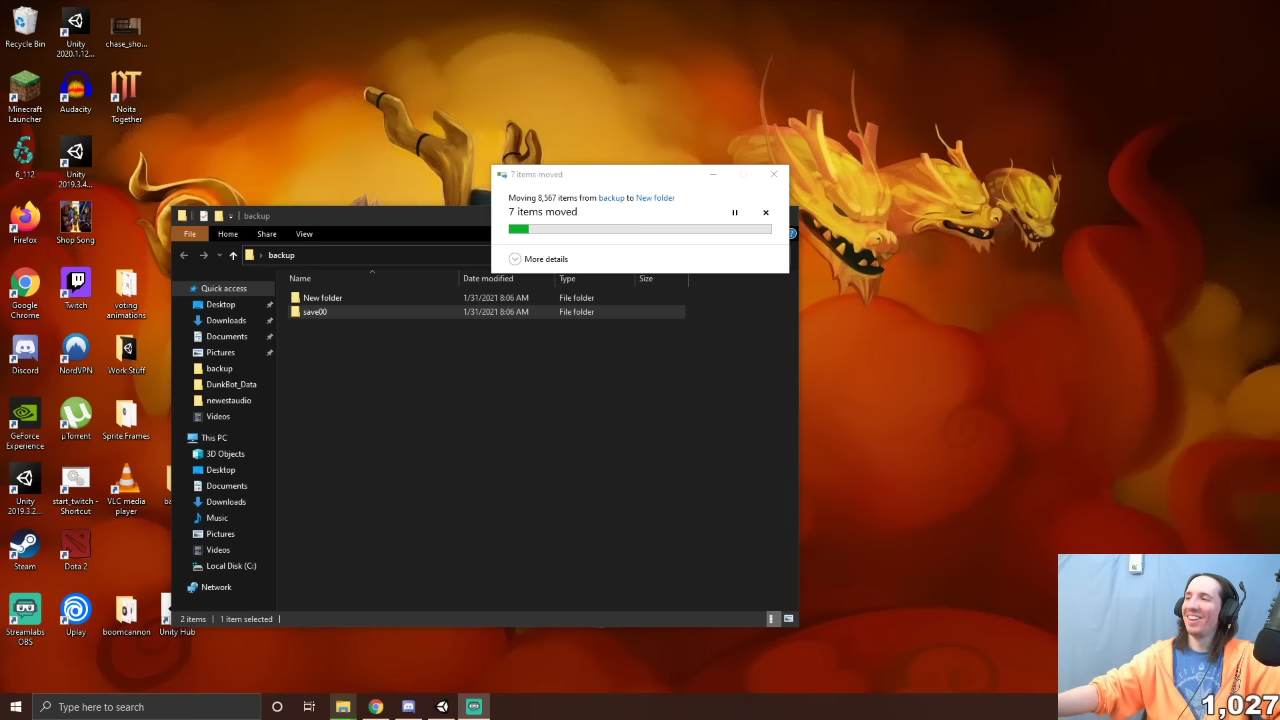 Recycle Bin
Unity
2020.1.12...
chase_sho...
Minecraft
Launcher
Audacity
Noita
Together
6_112
Unity
2019.3.4...
Firefox
Shop Song
Google
Chrome
Twitch
voting
animations
Discord
NordVPN
Work Stuff
GeForce
Experience
µTorrent
Sprite Frames
Unity
2019.3.2...
start_twitch -
Shortcut
VLC media
player
ba
Steam
Dota 2
Streamlabs
OBS
Uplay
boomcannon
Unity Hub
7 items moved
Moving 8,567 items from backup to New folder
7 items moved
More details
backup
File
Home
Share
View
backup
Name
Date modified
Type
Size
New folder
1/31/2021 8:06 AM
File folder
save00
1/31/2021 8:06 AM
File folder
Quick access
Desktop
Downloads
Documents
Pictures
backup
DunkBot_Data
newestaudio
Videos
This PC
3D Objects
Desktop
Documents
Downloads
Music
Pictures
Videos
Local Disk (C:)
Network
2 items
1 item selected
Type here to search
1,027